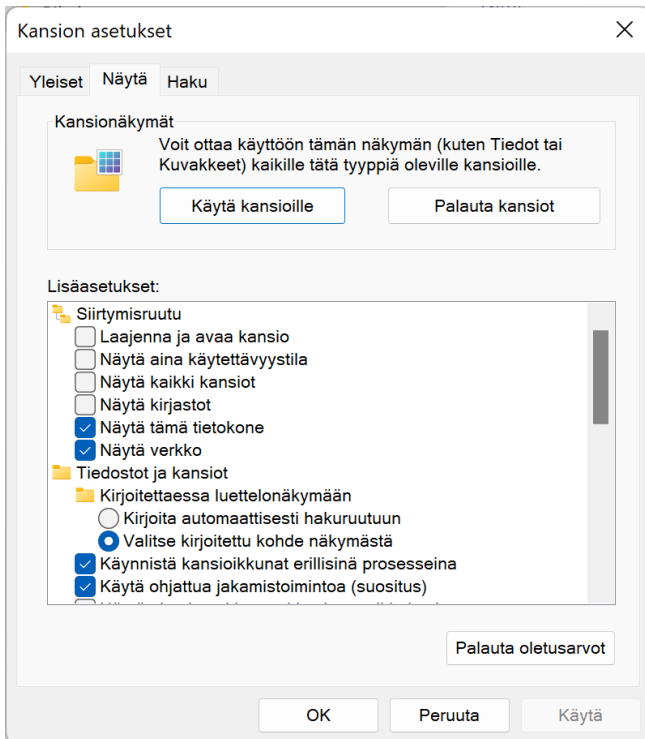 Kansion asetukset
Yleiset Näytä Haku
Kansionäkymät
Voit ottaa käyttöön tämän näkymän (kuten Tiedot tai
Kuvakkeet) kaikille tätä tyyppiä oleville kansioille.
Käytä kansioille Palauta kansiot
Lisäasetukset:
Siirtymisruutu
Laajenna ja avaa kansio
Näytä aina käytettävyystila
Näytä kaikki kansiot
Näytä kirjastot
Näytä tämä tietokone
Näytä verkko
Tiedostot ja kansiot
Kirjoitettaessa luettelonäkymään
Kirjoita automaattisesti hakuruutuun
Valitse kirjoitettu kohde näkymästä
Käynnistä kansioikkunat erillisinä prosesseina
Käytä ohjattua jakamistoimintoa (suositus)
Palauta oletusarvot
OK Peruuta Käytä